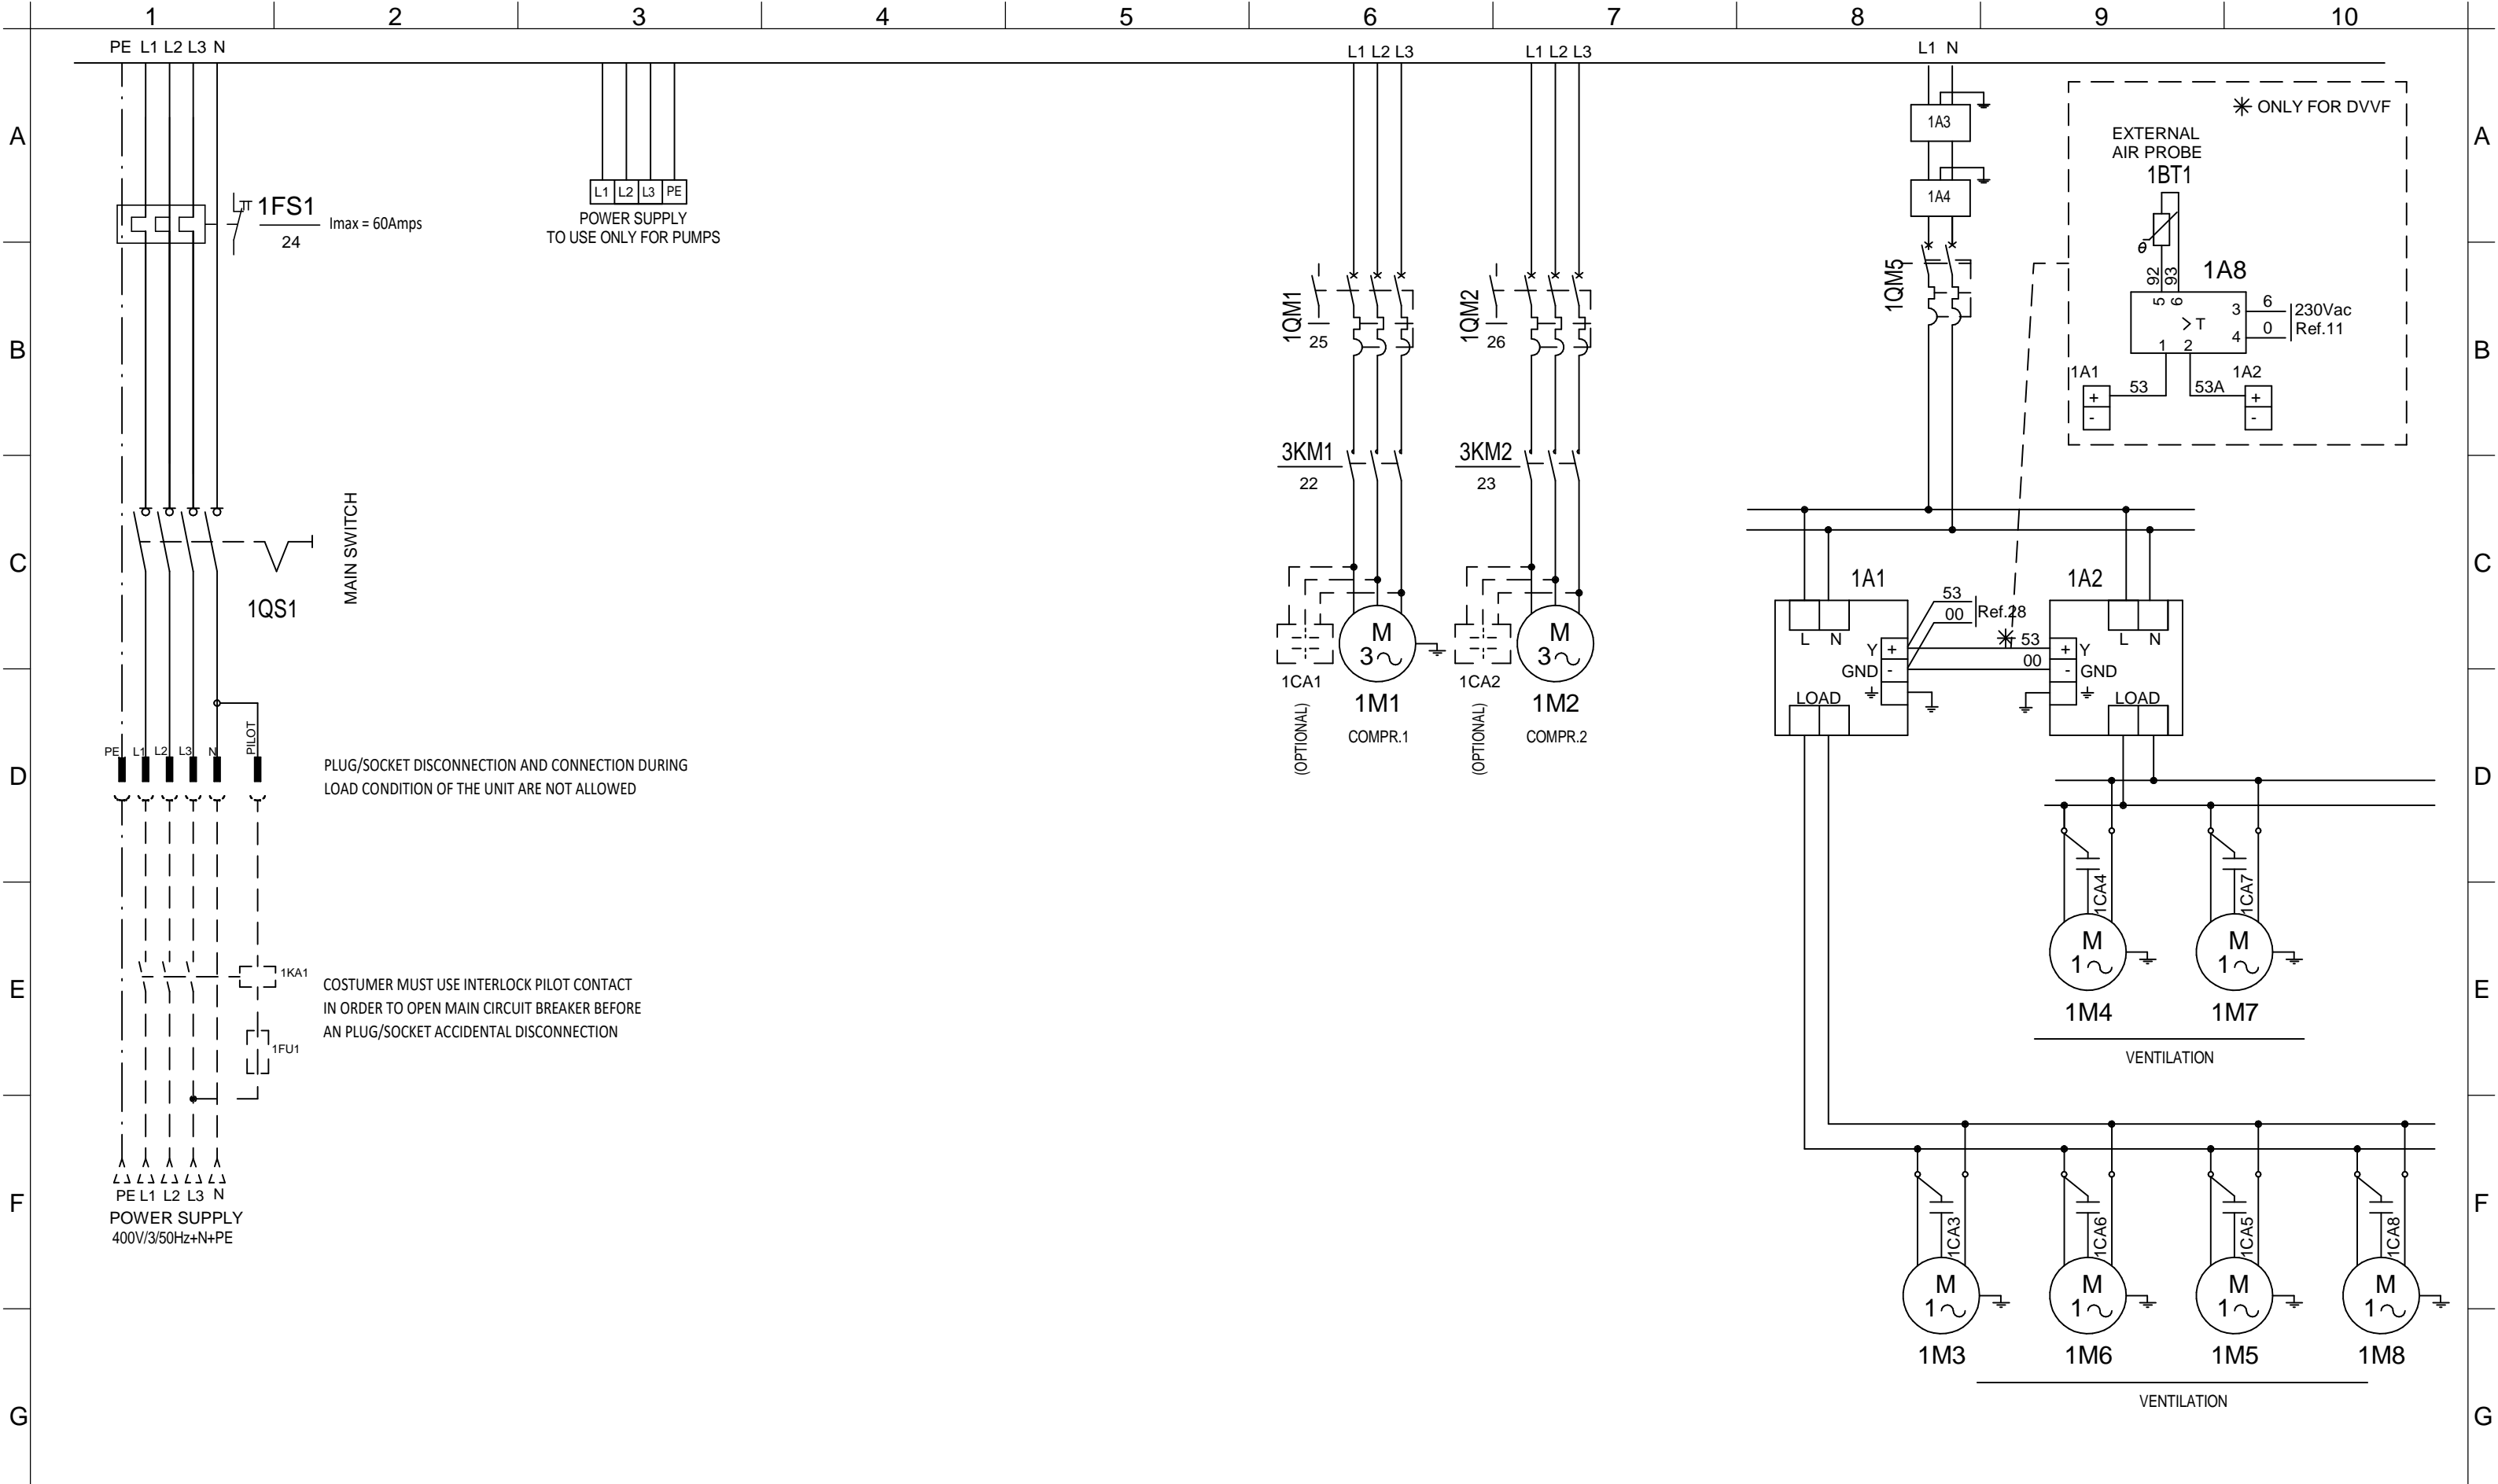 1 2 3 4 5 6 7 8 9 10
A
B
C
D
E
F
G
A
B
C
D
E
F
G
PE L1 L2 L3 N
1FS1
24
Imax = 60Amps
MAIN SWITCH
1QS1
PILOT
PE L1 L2 L3 N
PLUG/SOCKET DISCONNECTION AND CONNECTION DURING
LOAD CONDITION OF THE UNIT ARE NOT ALLOWED
1KA1
COSTUMER MUST USE INTERLOCK PILOT CONTACT
IN ORDER TO OPEN MAIN CIRCUIT BREAKER BEFORE
AN PLUG/SOCKET ACCIDENTAL DISCONNECTION
1FU1
PE L1 L2 L3 N
POWER SUPPLY
400V/3/50Hz+N+PE
L1 L2 L3 PE
POWER SUPPLY
TO USE ONLY FOR PUMPS
L1 L2 L3
1QM1
25
3KM1
22
1CA1
(OPTIONAL)
M
3
1M1
COMPR.1
L1 L2 L3
1QM2
26
3KM2
23
1CA2
(OPTIONAL)
M
3
1M2
COMPR.2
L1 N
1A3
1A4
1QM5
ONLY FOR DVVF
EXTERNAL
AIR PROBE
1BT1
θ
92 93
1A8
5 6
>T
3 6
4 0
230Vac
Ref.11
1 2
1A1
53
+
-
53A
1A2
+
-
1A1
L N
Y +
GND -
LOAD
53
00
Ref.28
53
00
1A2
L N
+ Y
- GND
LOAD
1CA4
M
1
1M4
1CA7
M
1
1M7
VENTILATION
1CA3
M
1
1M3
1CA6
M
1
1M6
1CA5
M
1
1M5
1CA8
M
1
1M8
VENTILATION